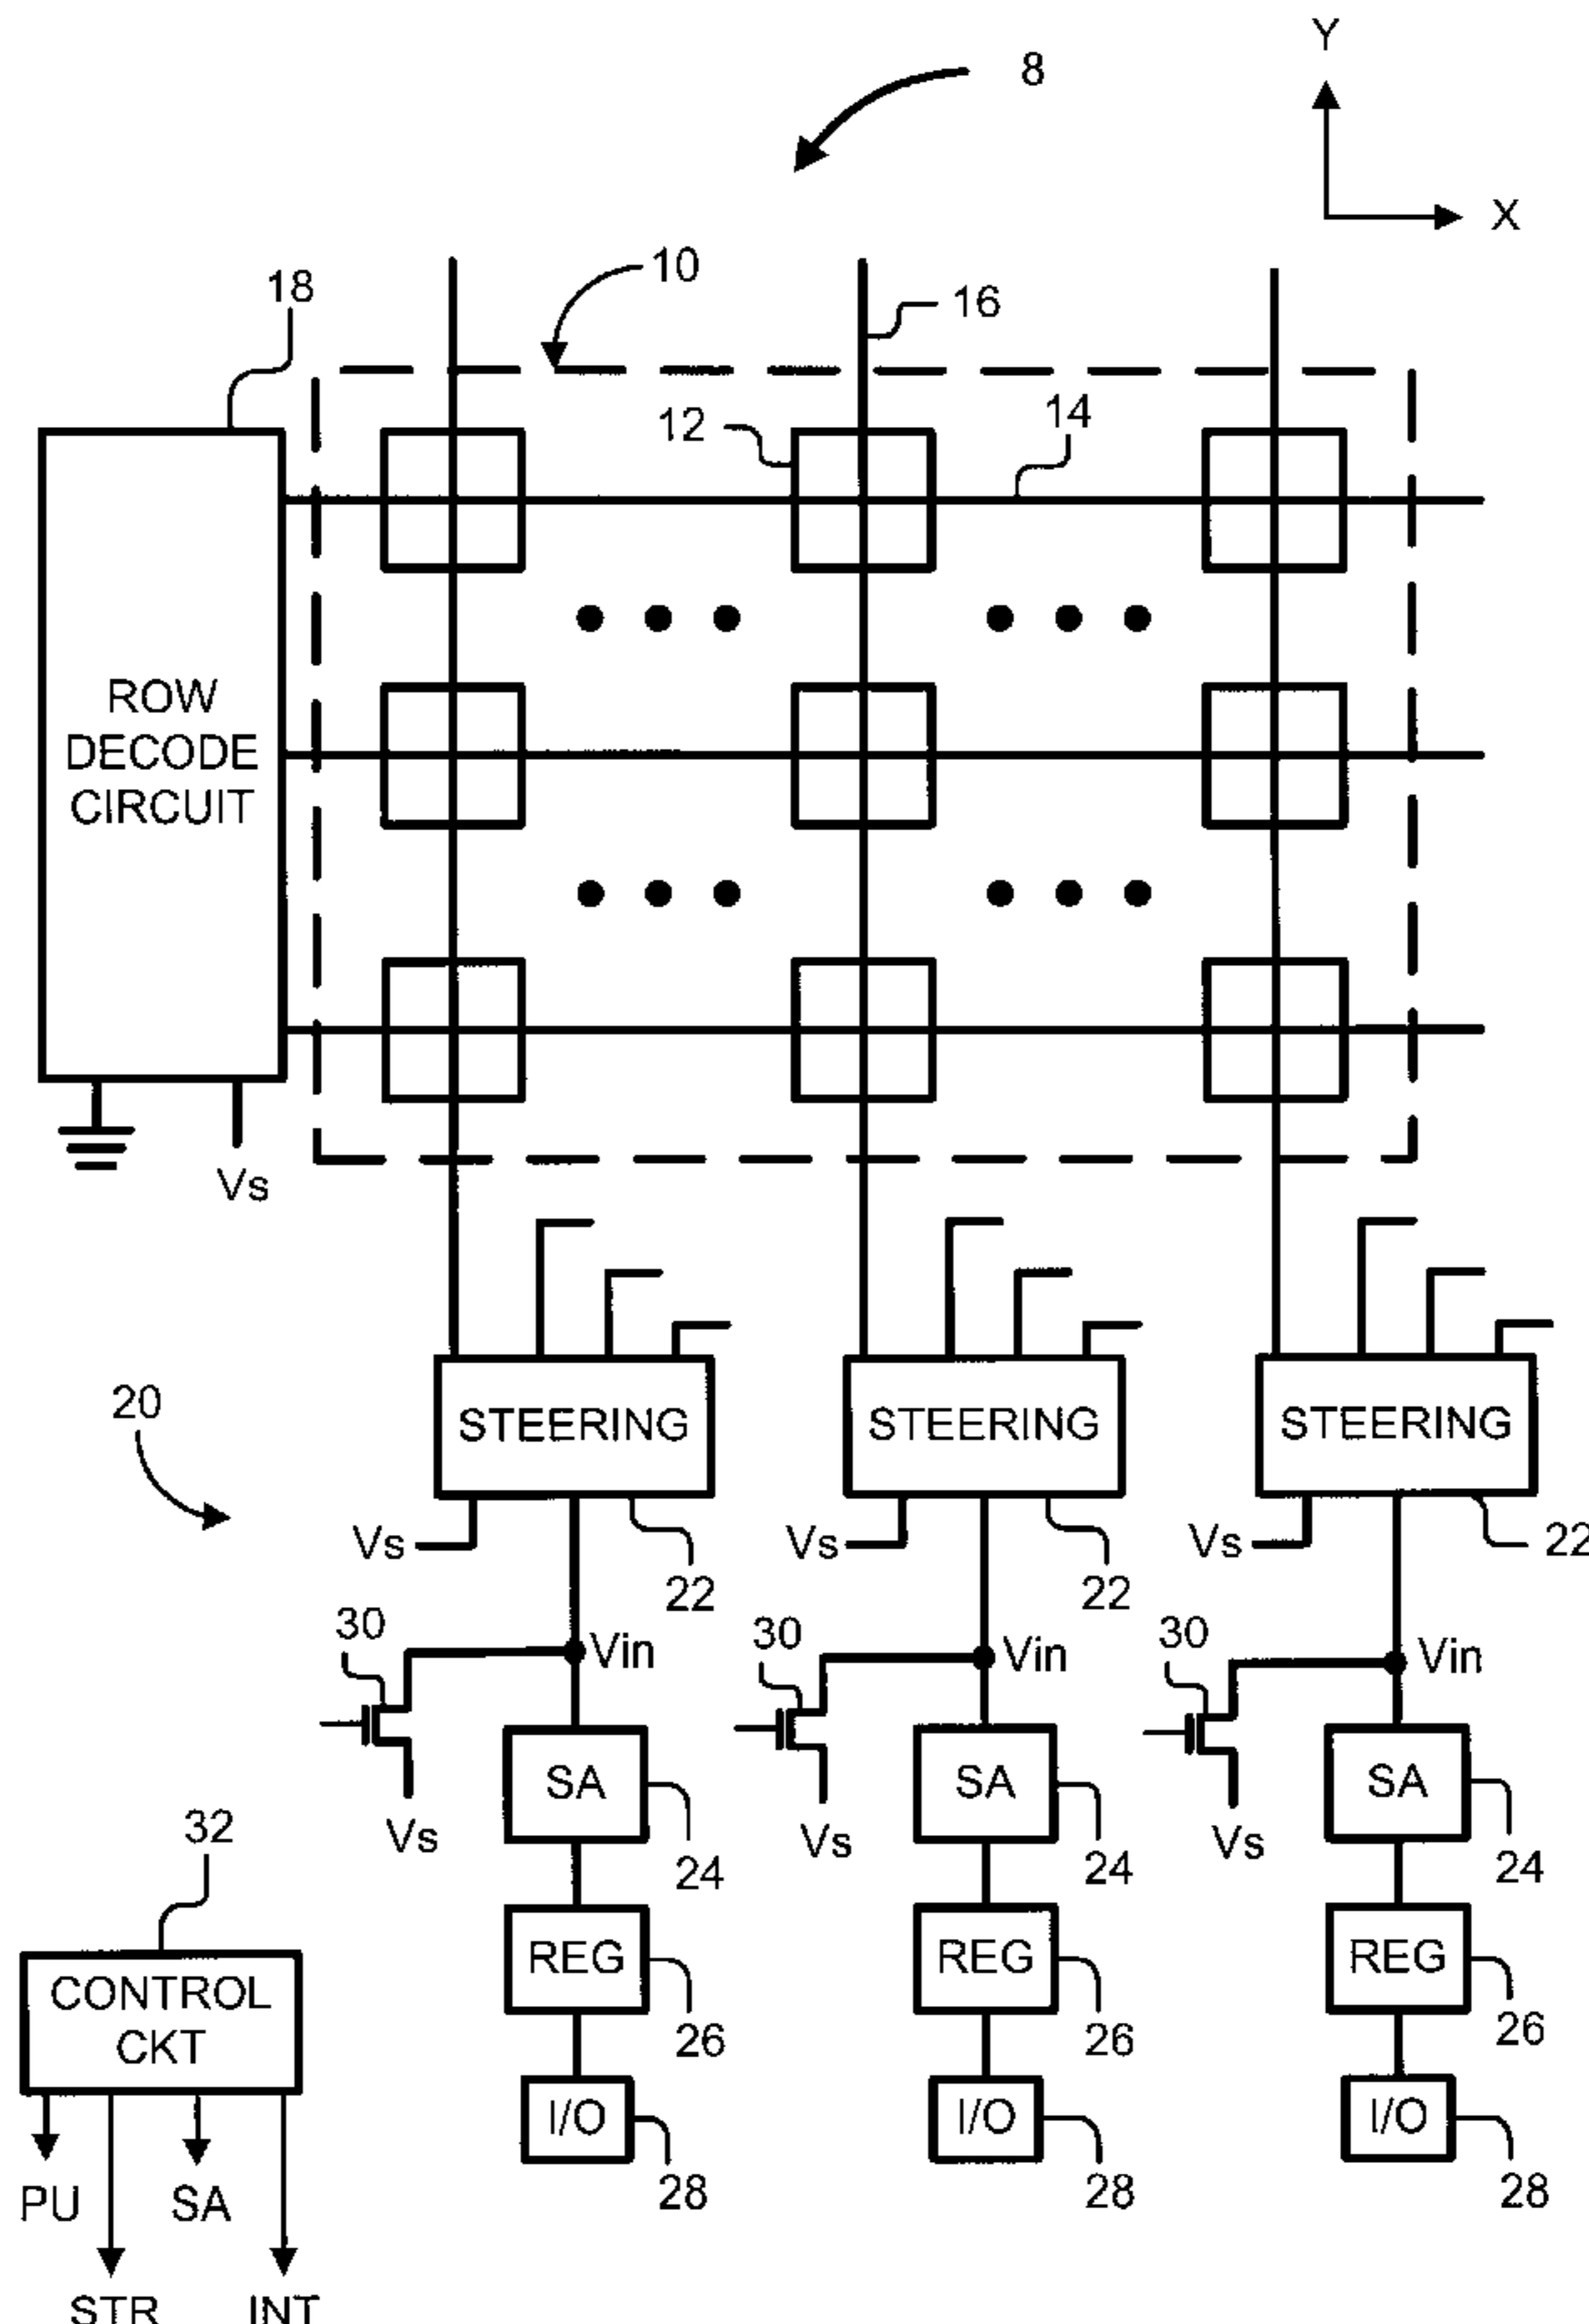 Y
8
X
10
18
16
14
12
ROW
DECODE
CIRCUIT
Vs
20
STEERING
STEERING
STEERING
Vs
Vs
Vs
22
22
22
30
30
30
Vin
Vin
Vin
SA
SA
SA
Vs
Vs
Vs
24
24
24
32
REG
REG
REG
CONTROL
CKT
26
26
26
I/O
I/O
I/O
28
28
28
PU
SA
STR
INT